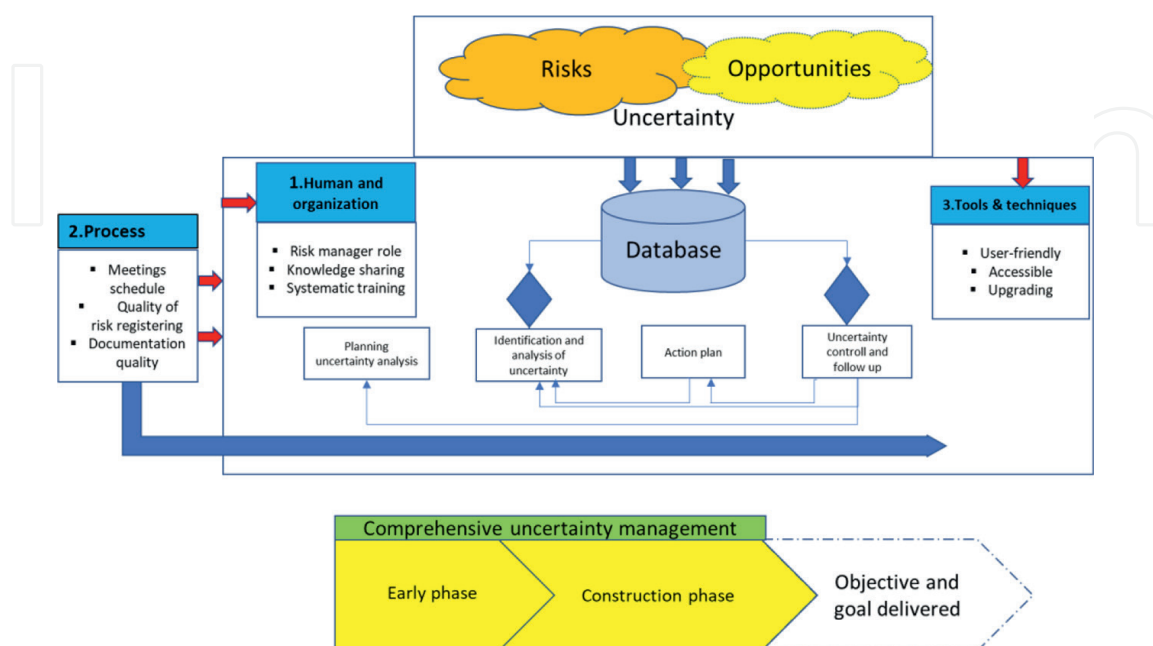 Risks
Opportunities
Uncertainty
1.Human and
organization
▪ Risk manager role
▪ Knowledge sharing
▪ Systematic training
2.Process
▪ Meetings
schedule
▪ Quality of
risk registering
▪ Documentation
quality
Database
3.Tools & techniques
▪ User-friendly
▪ Accessible
▪ Upgrading
Planning
uncertainty analysis
Identification and
analysis of
uncertainty
Action plan
Uncertainty
controll and
follow up
Comprehensive uncertainty management
Early phase
Construction phase
Objective and
goal delivered